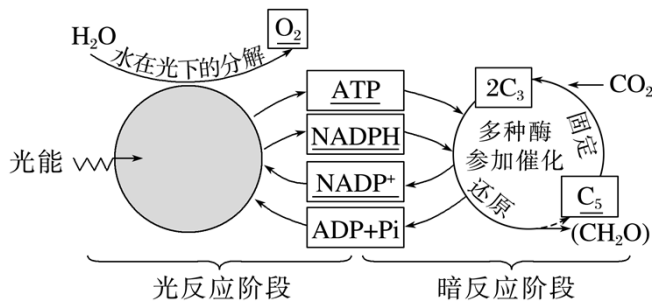 H₂O
O₂
水在光下的分解
光能
ATP
NADPH
NADP⁺
ADP+Pi
2C₃
CO₂
多种酶
参加催化
固定
还原
C₅
(CH₂O)
光反应阶段
暗反应阶段